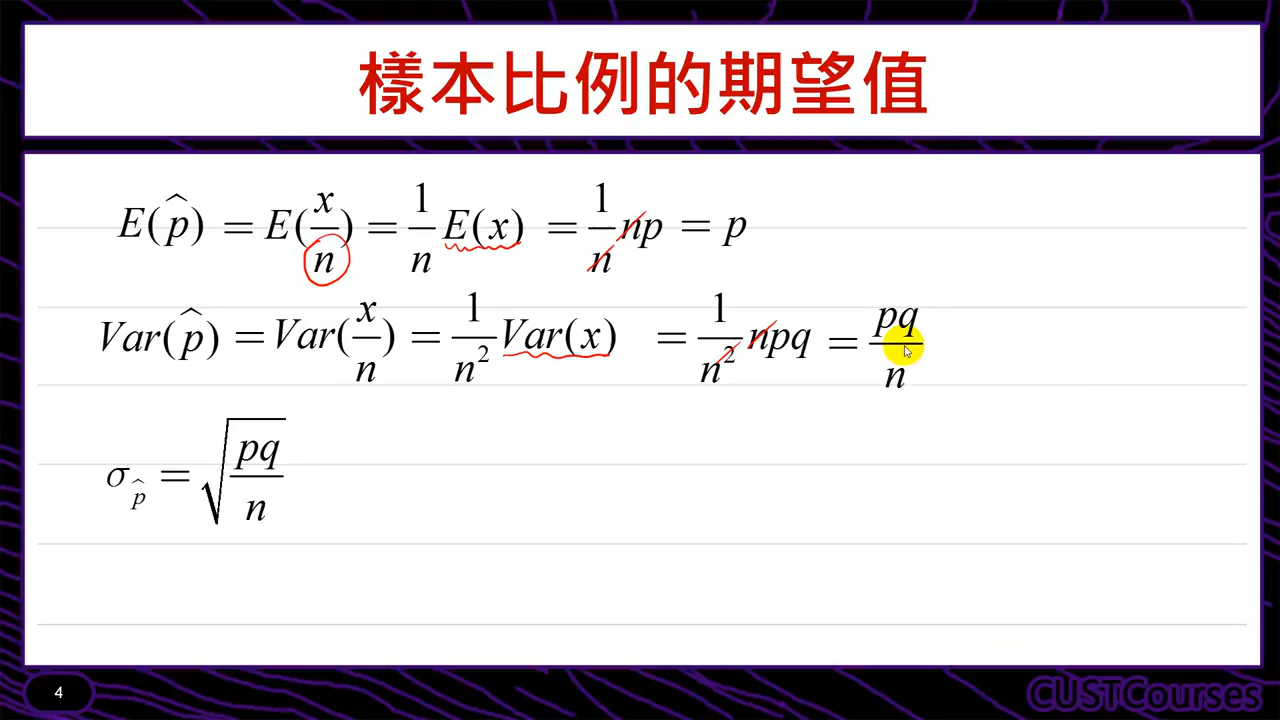 樣本比例的期望值
E(p̂) = E(x/n) = 1/n E(x) = 1/n np = p
Var(p̂) = Var(x/n) = 1/n² Var(x) = 1/n² npq = pq/n
σ_p̂ = √(pq/n)
4
CUSTCourses